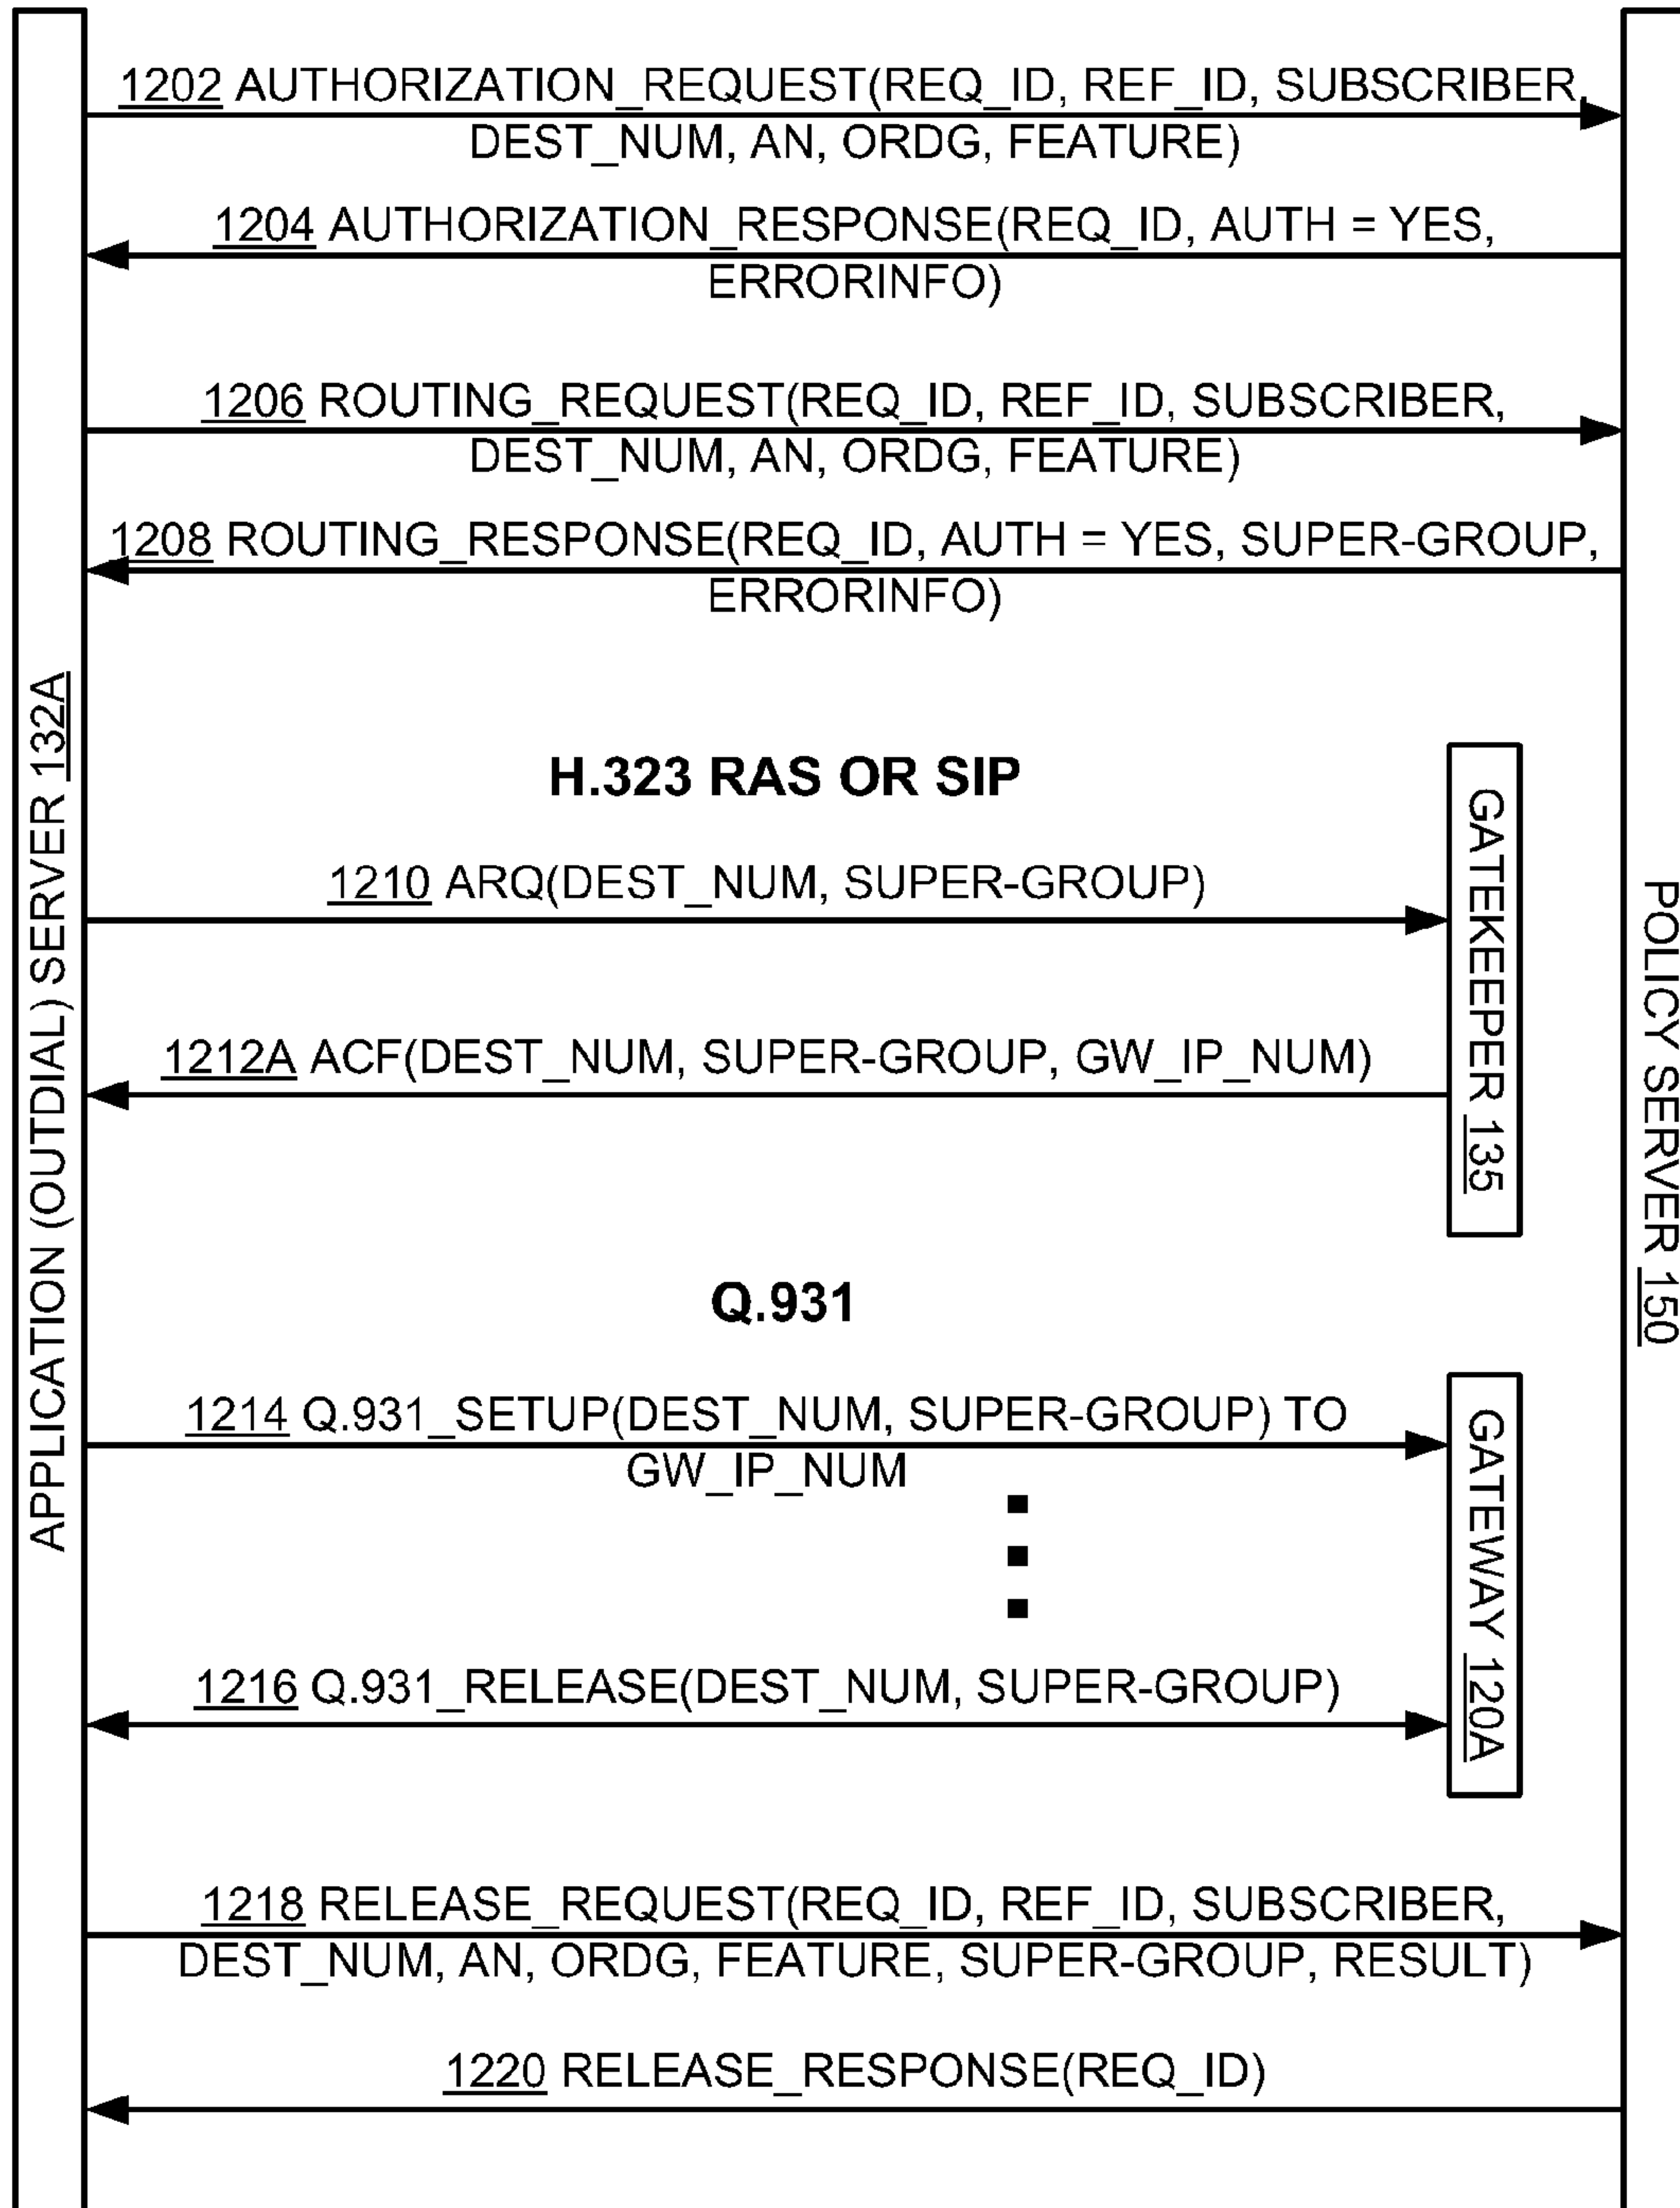 1202 AUTHORIZATION_REQUEST(REQ_ID, REF_ID, SUBSCRIBER,
DEST_NUM, AN, ORDG, FEATURE)
1204 AUTHORIZATION_RESPONSE(REQ_ID, AUTH = YES,
ERRORINFO)
1206 ROUTING_REQUEST(REQ_ID, REF_ID, SUBSCRIBER,
DEST_NUM, AN, ORDG, FEATURE)
1208 ROUTING_RESPONSE(REQ_ID, AUTH = YES, SUPER-GROUP,
ERRORINFO)
APPLICATION (OUTDIAL) SERVER 132A
H.323 RAS OR SIP
1210 ARQ(DEST_NUM, SUPER-GROUP)
1212A ACF(DEST_NUM, SUPER-GROUP, GW_IP_NUM)
GATEKEEPER 135
POLICY SERVER 150
Q.931
1214 Q.931_SETUP(DEST_NUM, SUPER-GROUP) TO
GW_IP_NUM
1216 Q.931_RELEASE(DEST_NUM, SUPER-GROUP)
GATEWAY 120A
1218 RELEASE_REQUEST(REQ_ID, REF_ID, SUBSCRIBER,
DEST_NUM, AN, ORDG, FEATURE, SUPER-GROUP, RESULT)
1220 RELEASE_RESPONSE(REQ_ID)